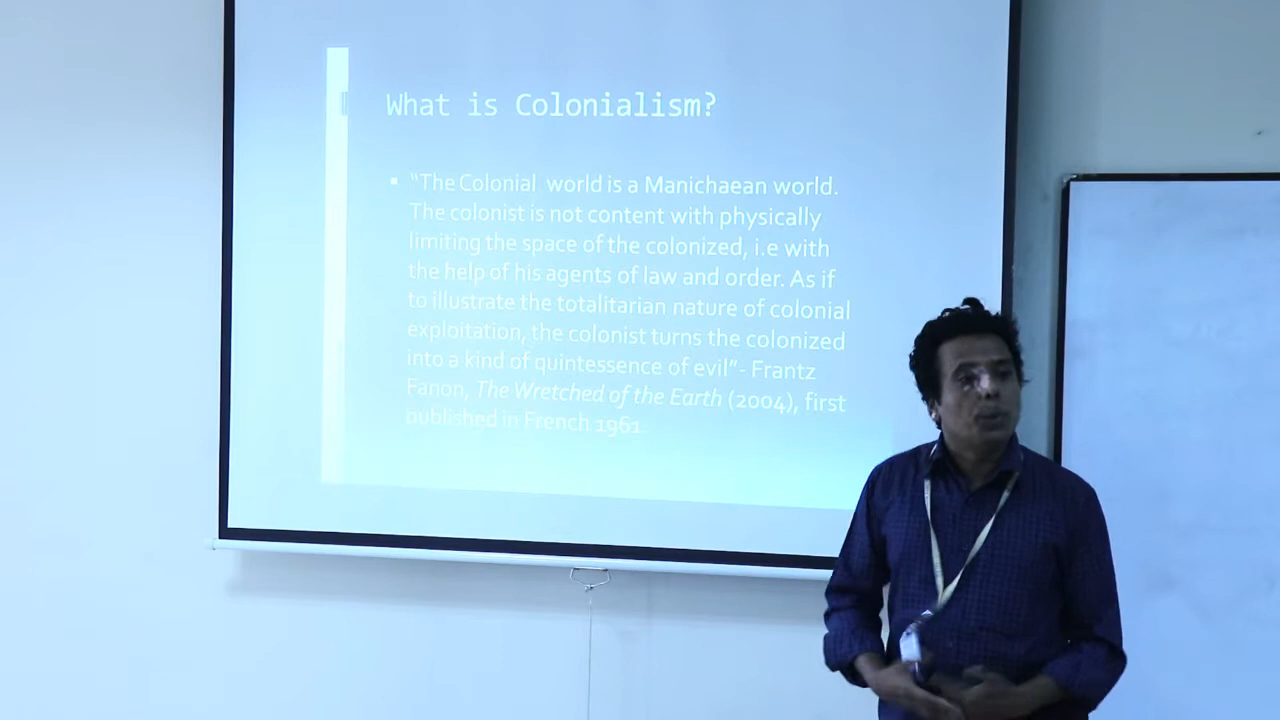 What is Colonialism?
▪ “The Colonial world is a Manichaean world.
The colonist is not content with physically
limiting the space of the colonized, i.e with
the help of his agents of law and order. As if
to illustrate the totalitarian nature of colonial
exploitation, the colonist turns the colonized
into a kind of quintessence of evil”- Frantz
Fanon, The Wretched of the Earth (2004), first
published in French 1961.